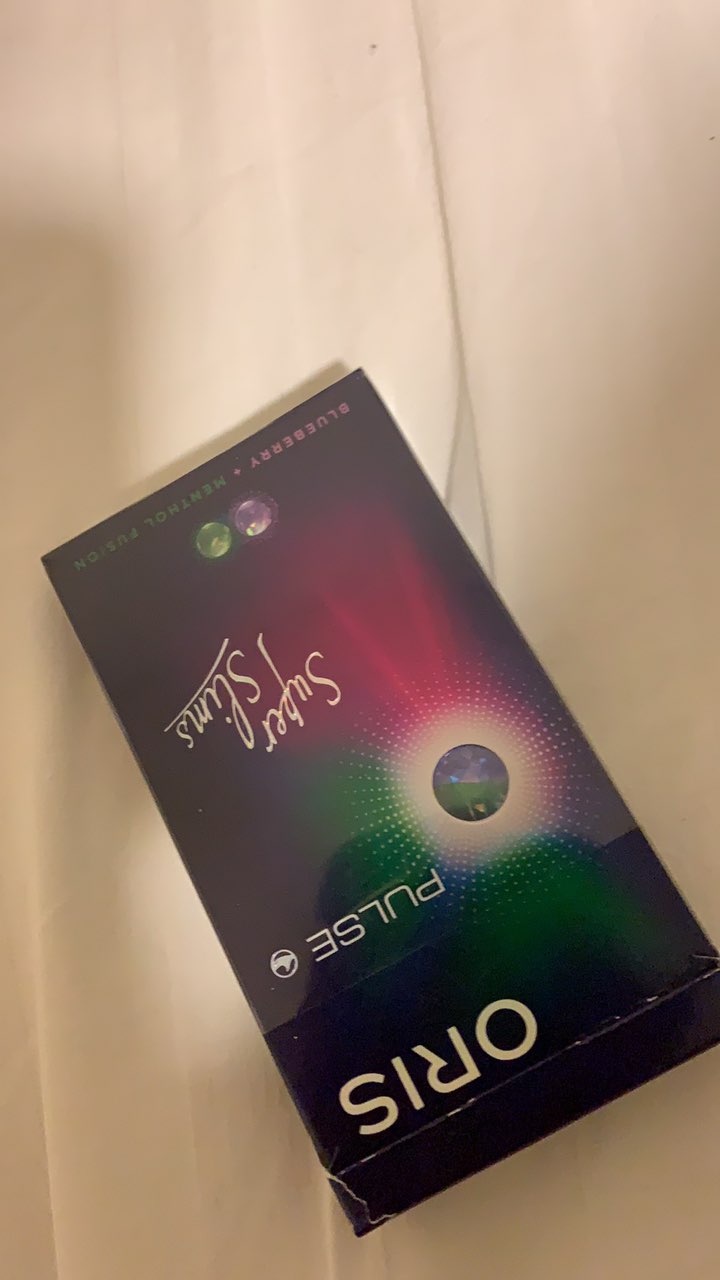 ORIS
PULSE
Super
Slims
BLUEBERRY + MENTHOL FUSION